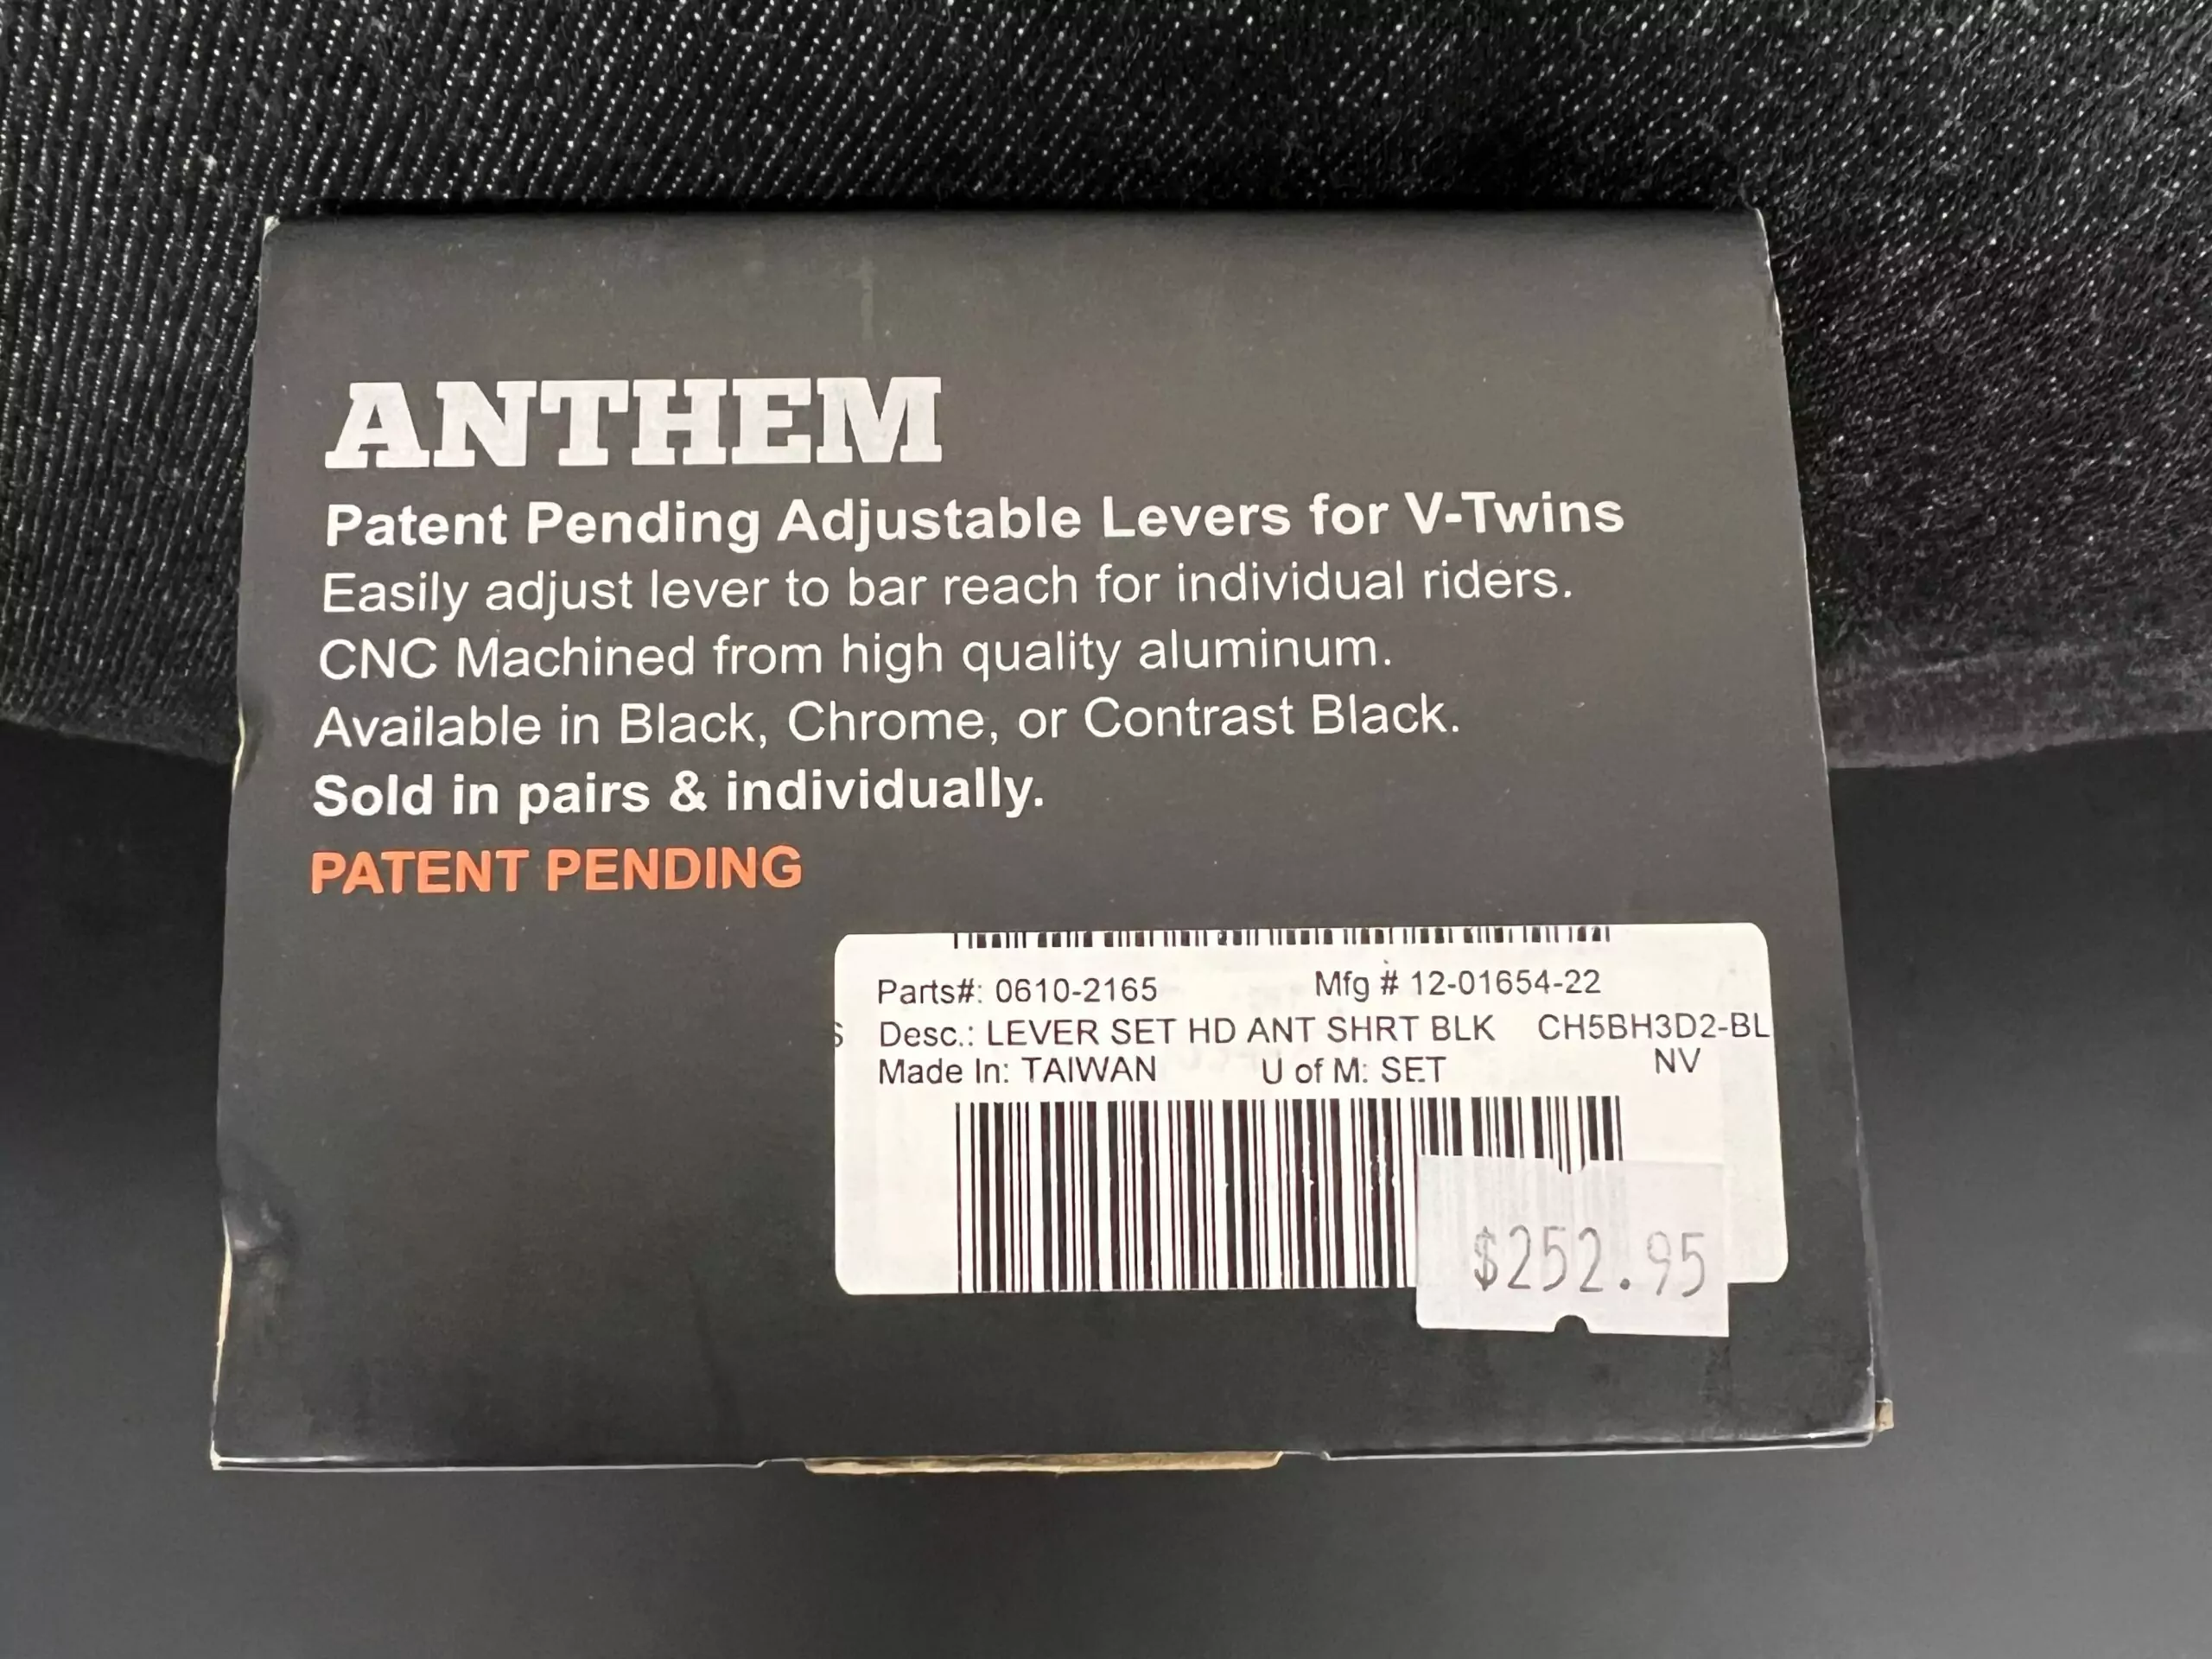 ANTHEM
Patent Pending Adjustable Levers for V-Twins
Easily adjust lever to bar reach for individual riders.
CNC Machined from high quality aluminum.
Available in Black, Chrome, or Contrast Black.
Sold in pairs & individually.
PATENT PENDING
Parts#: 0610-2165 Mfg # 12-01654-22
S Desc.: LEVER SET HD ANT SHRT BLK CH5BH3D2-BL
Made In: TAIWAN U of M: SET NV
$252.95